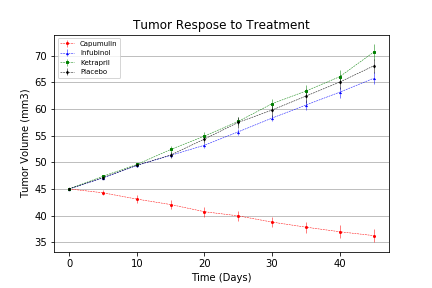 Tumor Respose to Treatment
Capumulin
Infubinol
Ketrapril
Placebo
Tumor Volume (mm3)
70
65
60
55
50
45
40
35
0 10 20 30 40
Time (Days)